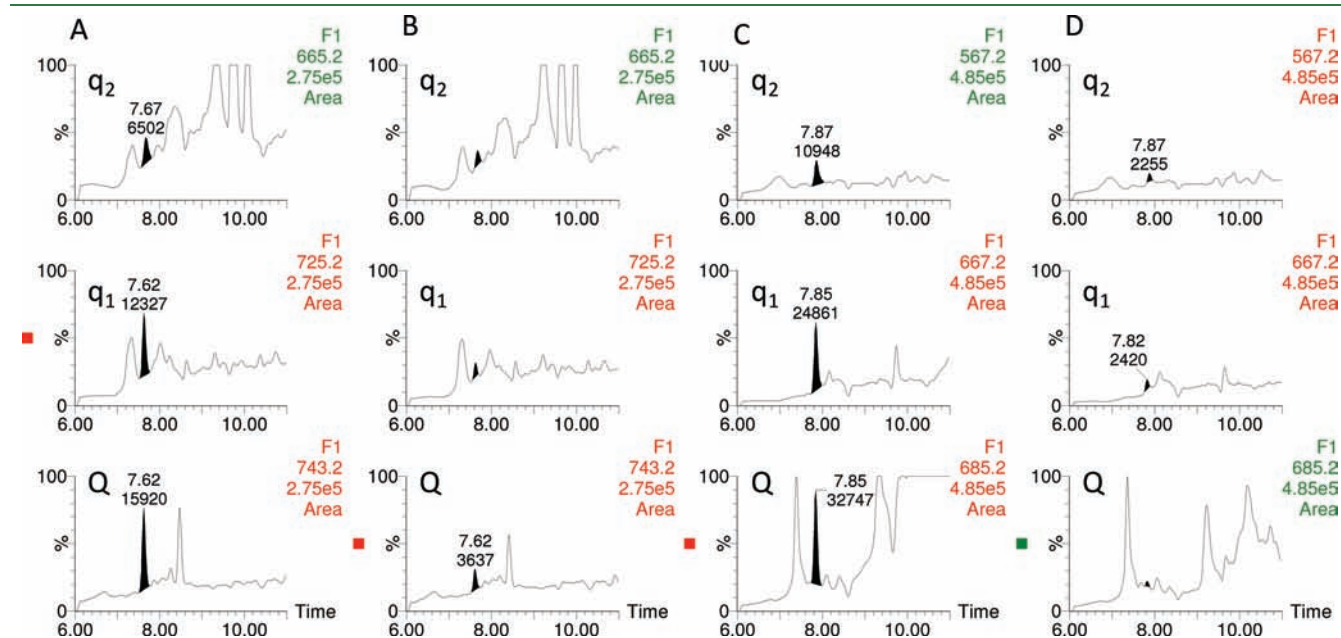 A
B
C
D
q2
7.67
6502
F1
665.2
2.75e5
Area
100
%
0
6.00 8.00 10.00
q2
F1
665.2
2.75e5
Area
100
%
0
6.00 8.00 10.00
q2
7.87
10948
F1
567.2
4.85e5
Area
100
%
0
6.00 8.00 10.00
q2
7.87
2255
F1
567.2
4.85e5
Area
100
%
0
6.00 8.00 10.00
q1
7.62
12327
F1
725.2
2.75e5
Area
100
%
0
6.00 8.00 10.00
q1
F1
725.2
2.75e5
Area
100
%
0
6.00 8.00 10.00
q1
7.85
24861
F1
667.2
4.85e5
Area
100
%
0
6.00 8.00 10.00
q1
7.82
2420
F1
667.2
4.85e5
Area
100
%
0
6.00 8.00 10.00
Q
7.62
15920
F1
743.2
2.75e5
Area
100
%
0
Time
6.00 8.00 10.00
Q
7.62
3637
F1
743.2
2.75e5
Area
100
%
0
Time
6.00 8.00 10.00
Q
7.85
32747
F1
685.2
4.85e5
Area
100
%
0
Time
6.00 8.00 10.00
Q
F1
685.2
4.85e5
Area
100
%
0
Time
6.00 8.00 10.00